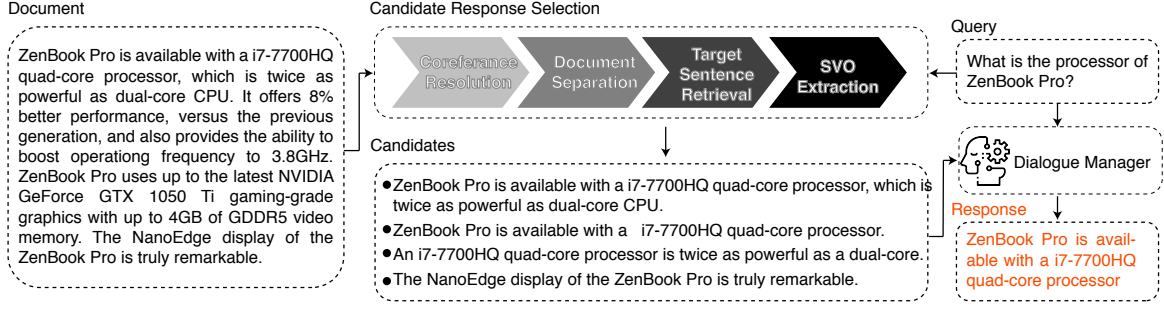 Document
ZenBook Pro is available with a i7-7700HQ
quad-core processor, which is twice as
powerful as dual-core CPU. It offers 8%
better performance, versus the previous
generation, and also provides the ability to
boost operationg frequency to 3.8GHz.
ZenBook Pro uses up to the latest NVIDIA
GeForce GTX 1050 Ti gaming-grade
graphics with up to 4GB of GDDR5 video
memory. The NanoEdge display of the
ZenBook Pro is truly remarkable.
Candidate Response Selection
Coreferance
Resolution
Document
Separation
Target
Sentence
Retrieval
SVO
Extraction
Candidates
●ZenBook Pro is available with a i7-7700HQ quad-core processor, which is
twice as powerful as dual-core CPU.
●ZenBook Pro is available with a i7-7700HQ quad-core processor.
●An i7-7700HQ quad-core processor is twice as powerful as a dual-core.
●The NanoEdge display of the ZenBook Pro is truly remarkable.
Query
What is the processor of
ZenBook Pro?
Dialogue Manager
Response
ZenBook Pro is avail-
able with a i7-7700HQ
quad-core processor